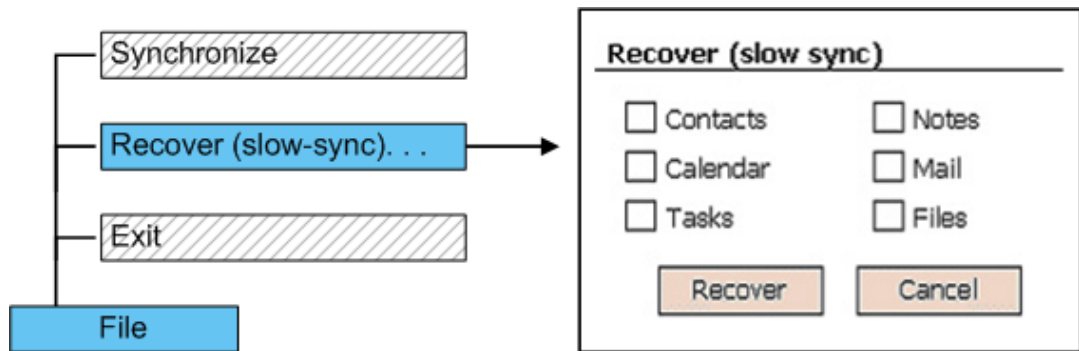 Synchronize
Recover (slow-sync). . .
Exit
File
Recover (slow sync)
Contacts
Notes
Calendar
Mail
Tasks
Files
Recover
Cancel